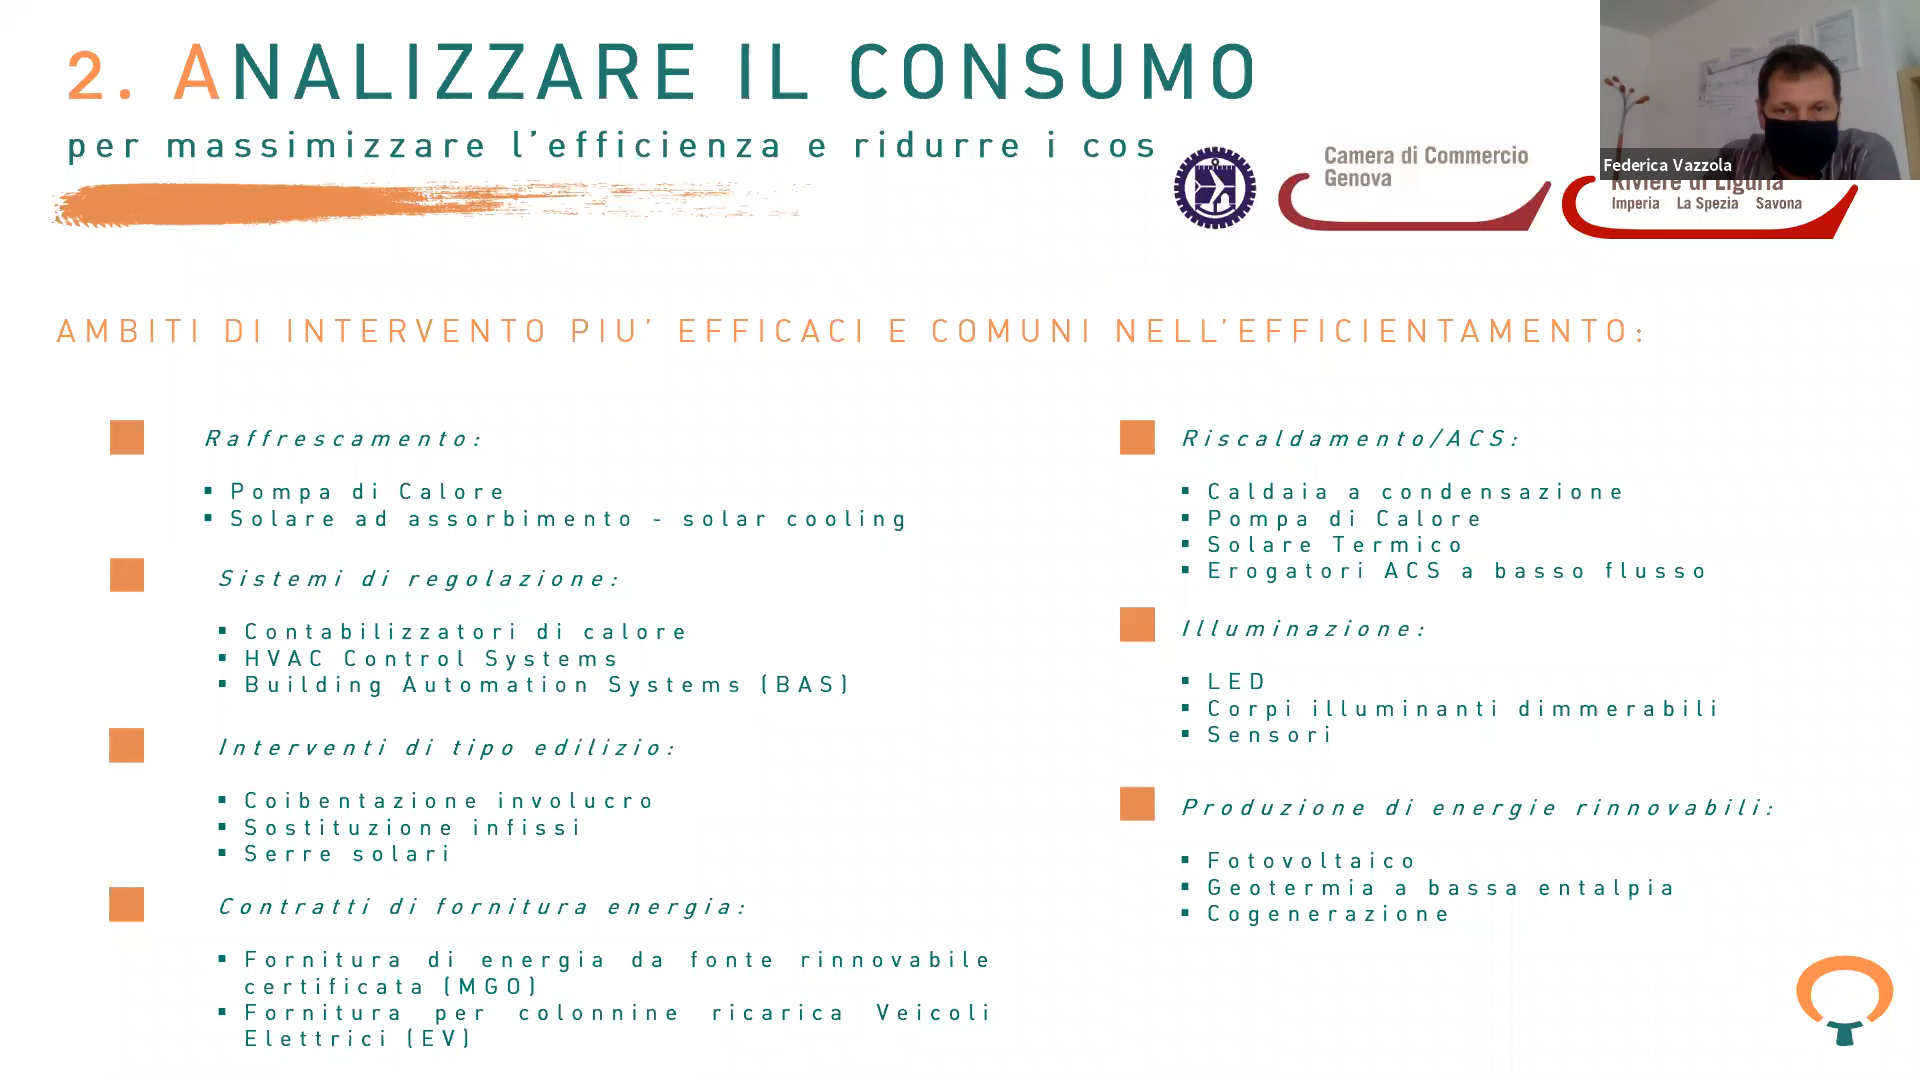 2. ANALIZZARE IL CONSUMO
per massimizzare l'efficienza e ridurre i cos
Camera di Commercio
Genova
Federica Vazzola
Riviere di Liguria
Imperia La Spezia Savona
AMBITI DI INTERVENTO PIU' EFFICACI E COMUNI NELL'EFFICIENTAMENTO:
Raffrescamento:
▪ Pompa di Calore
▪ Solare ad assorbimento - solar cooling
Sistemi di regolazione:
▪ Contabilizzatori di calore
▪ HVAC Control Systems
▪ Building Automation Systems (BAS)
Interventi di tipo edilizio:
▪ Coibentazione involucro
▪ Sostituzione infissi
▪ Serre solari
Contratti di fornitura energia:
▪ Fornitura di energia da fonte rinnovabile
certificata (MGO)
▪ Fornitura per colonnine ricarica Veicoli
Elettrici (EV)
Riscaldamento/ACS:
▪ Caldaia a condensazione
▪ Pompa di Calore
▪ Solare Termico
▪ Erogatori ACS a basso flusso
Illuminazione:
▪ LED
▪ Corpi illuminanti dimmerabili
▪ Sensori
Produzione di energie rinnovabili:
▪ Fotovoltaico
▪ Geotermia a bassa entalpia
▪ Cogenerazione